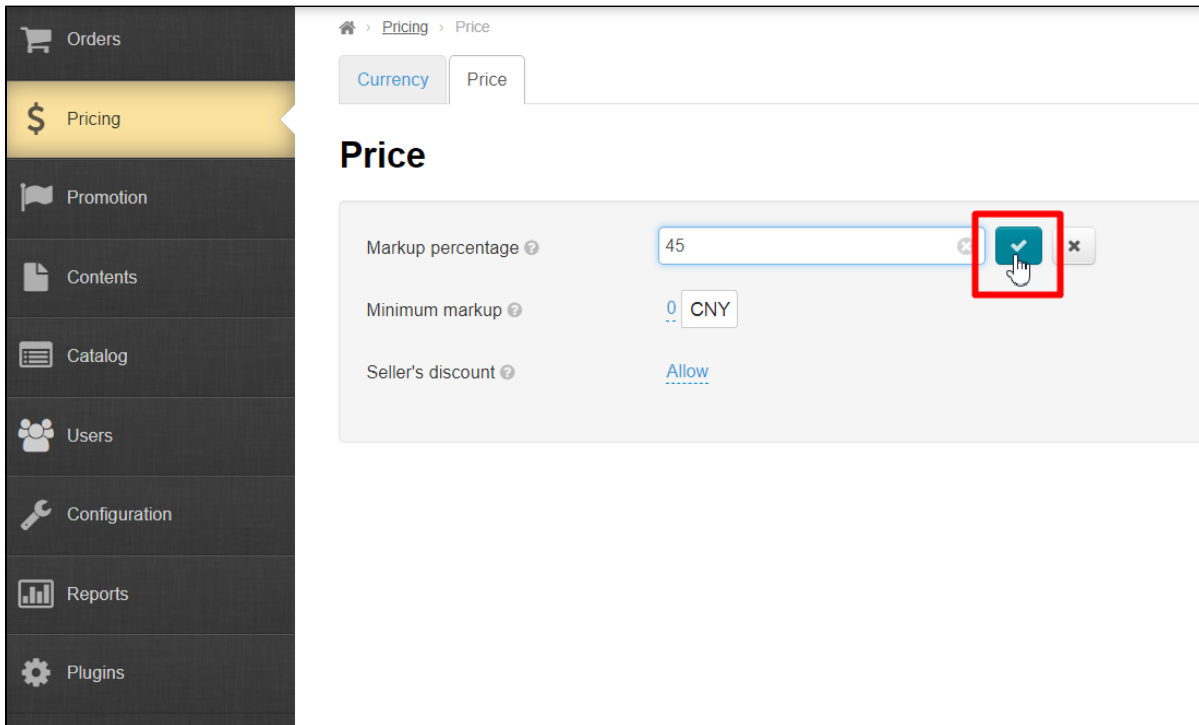 Orders
Pricing
Promotion
Contents
Catalog
Users
Configuration
Reports
Plugins
Pricing › Price
Currency
Price
Price
Markup percentage
45
Minimum markup
0 CNY
Seller's discount
Allow